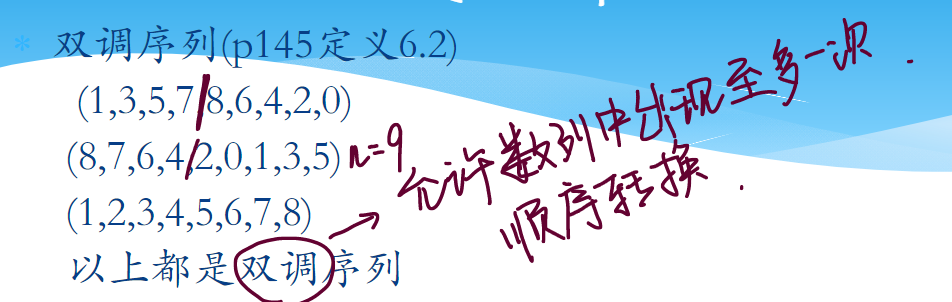 * 双调序列(p145定义6.2)
(1,3,5,7,8,6,4,2,0)
(8,7,6,4,2,0,1,3,5) n=9
(1,2,3,4,5,6,7,8)
以上都是双调序列
→ 允许数列中出现至多一次
顺序转换.